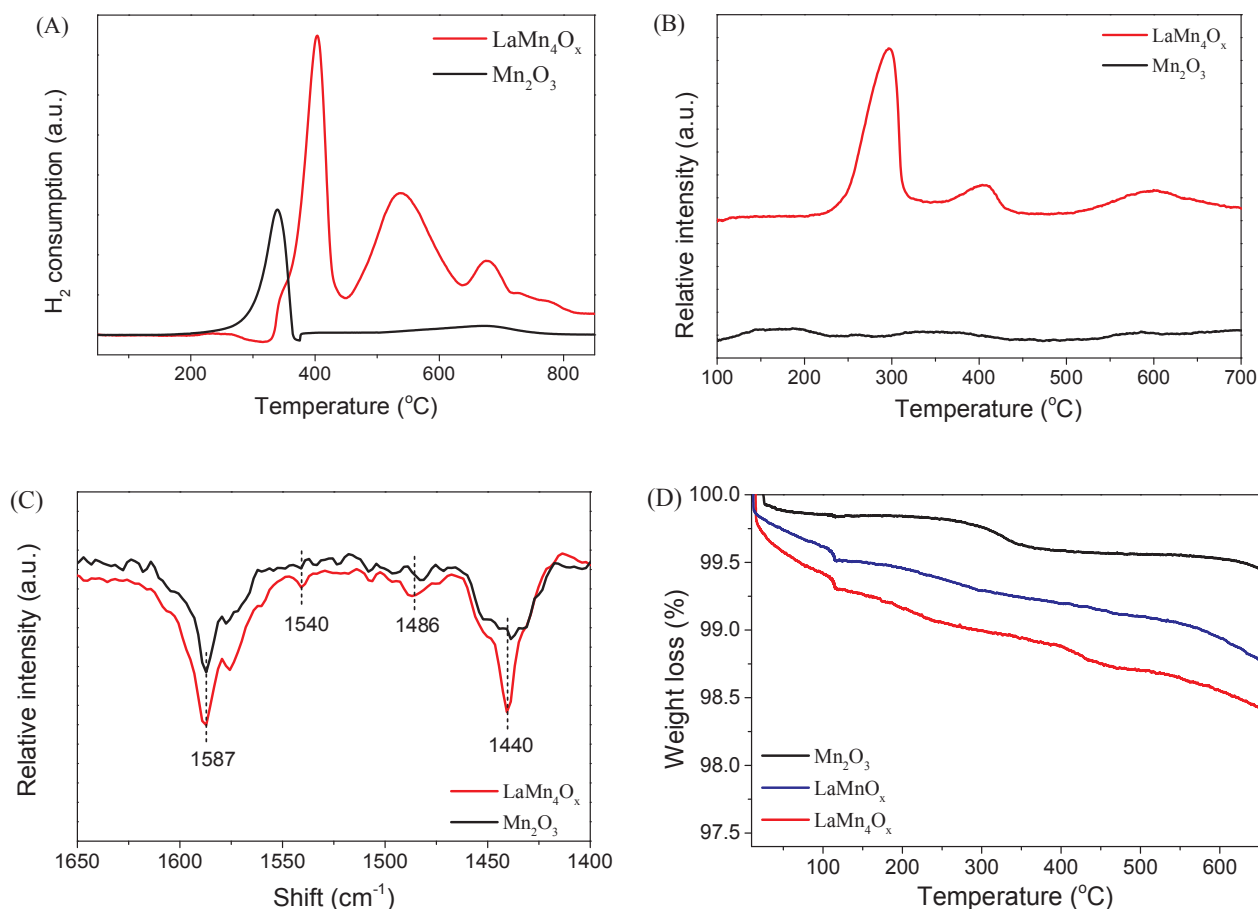 (A)
LaMn₄Oₓ
Mn₂O₃
H₂ consumption (a.u.)
200 400 600 800
Temperature (°C)
(B)
LaMn₄Oₓ
Mn₂O₃
Relative intensity (a.u.)
100 200 300 400 500 600 700
Temperature (°C)
(C)
1540
1486
1587
1440
LaMn₄Oₓ
Mn₂O₃
Relative intensity (a.u.)
1650 1600 1550 1500 1450 1400
Shift (cm⁻¹)
(D)
100.0
99.5
99.0
98.5
98.0
97.5
Weight loss (%)
Mn₂O₃
LaMnOₓ
LaMn₄Oₓ
100 200 300 400 500 600
Temperature (°C)